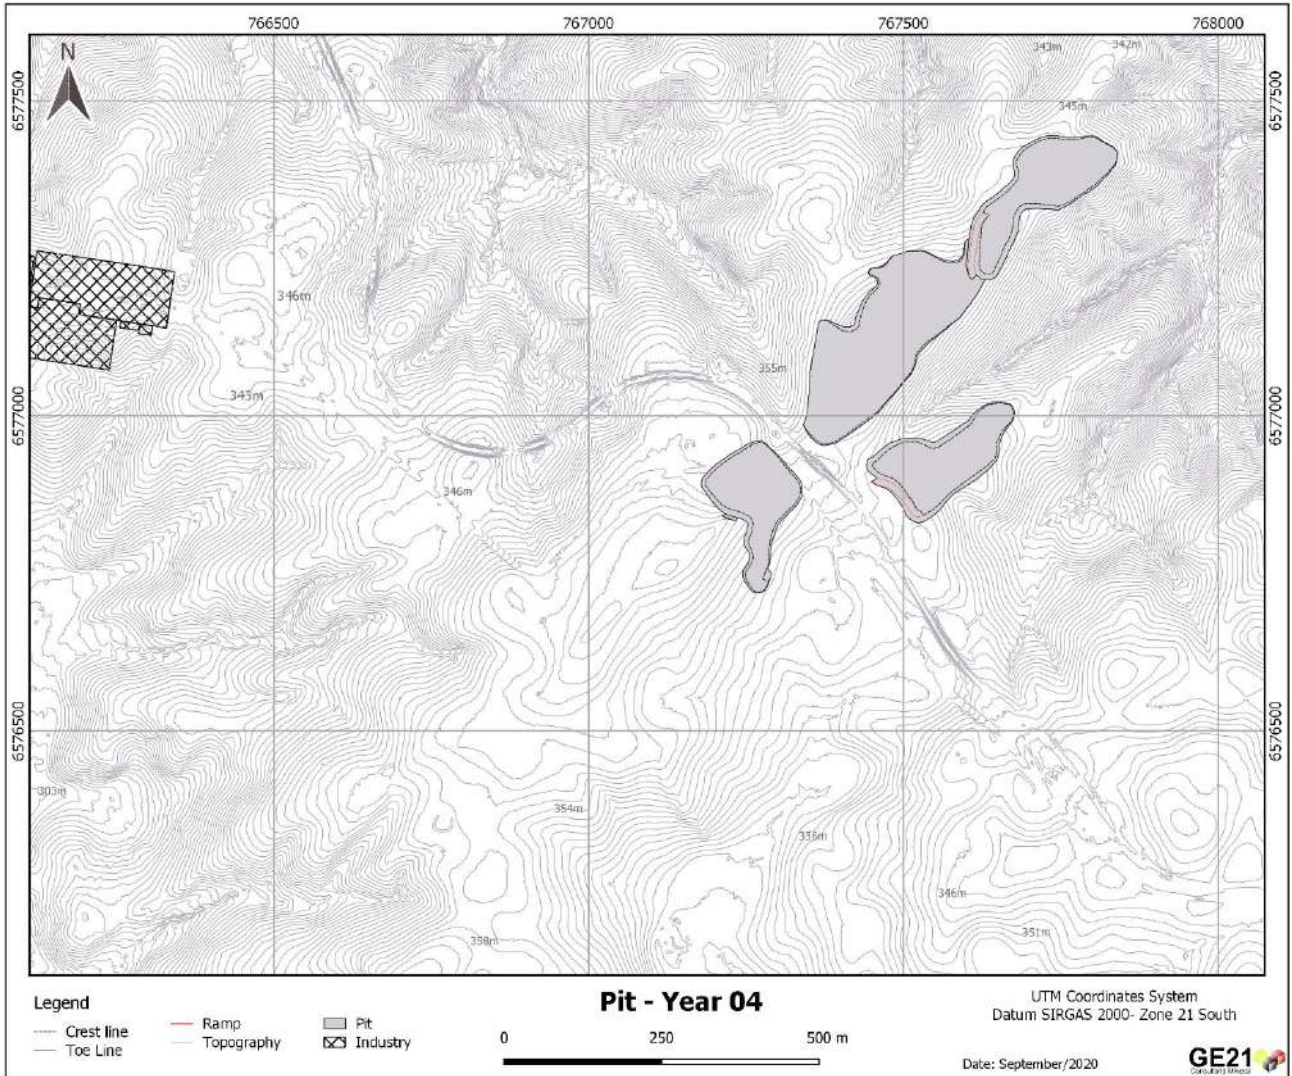 766500 767000 767500 768000
343m 342m
N
6577500 6577500
345m
346m
355m
343m
6577000 6577000
346m
6576500 6576500
303m
354m
336m
346m
351m
358m
Legend
Crest line
Toe Line
Ramp
Topography
Pit
Industry
Pit - Year 04
0 250 500 m
UTM Coordinates System
Datum SIRGAS 2000- Zone 21 South
Date: September/2020
GE21
Consultoria Mineral